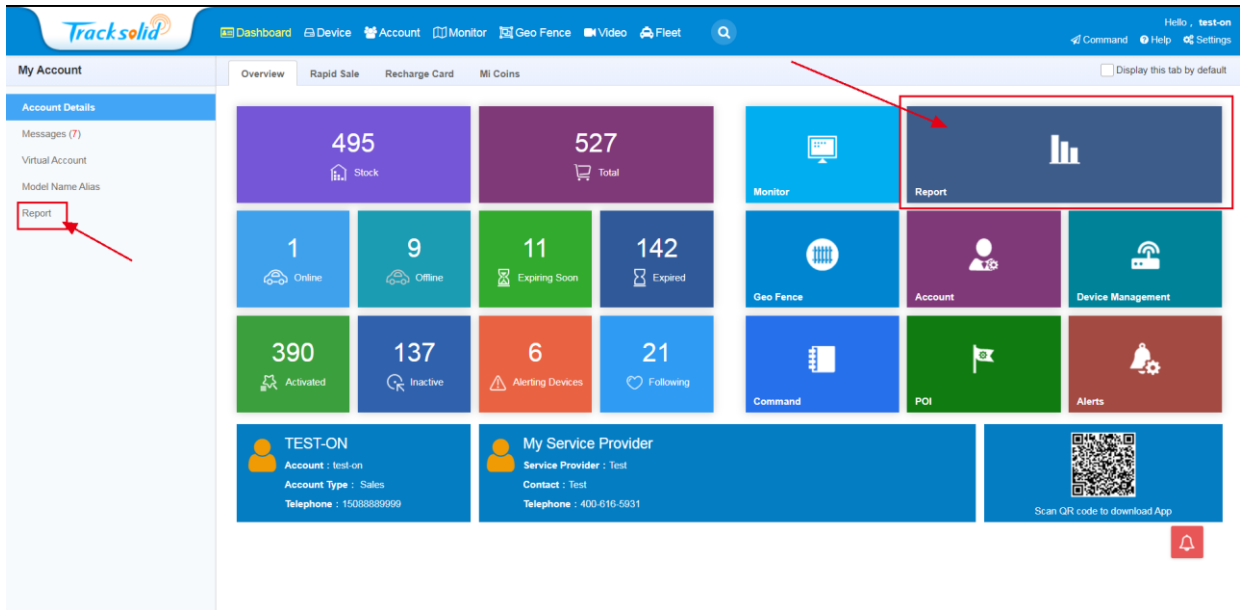 Tracksolid
Dashboard Device Account Monitor Geo Fence Video Fleet
Hello , test-on
Command Help Settings
My Account
Overview Rapid Sale Recharge Card Mi Coins
Display this tab by default
Account Details
Messages (7)
Virtual Account
Model Name Alias
Report
495
Stock
527
Total
Monitor
Report
1
Online
9
Offline
11
Expiring Soon
142
Expired
Geo Fence
Account
Device Management
390
Activated
137
Inactive
6
Alerting Devices
21
Following
Command
POI
Alerts
TEST-ON
Account : test-on
Account Type : Sales
Telephone : 15088889999
My Service Provider
Service Provider : Test
Contact : Test
Telephone : 400-616-5931
Scan QR code to download App